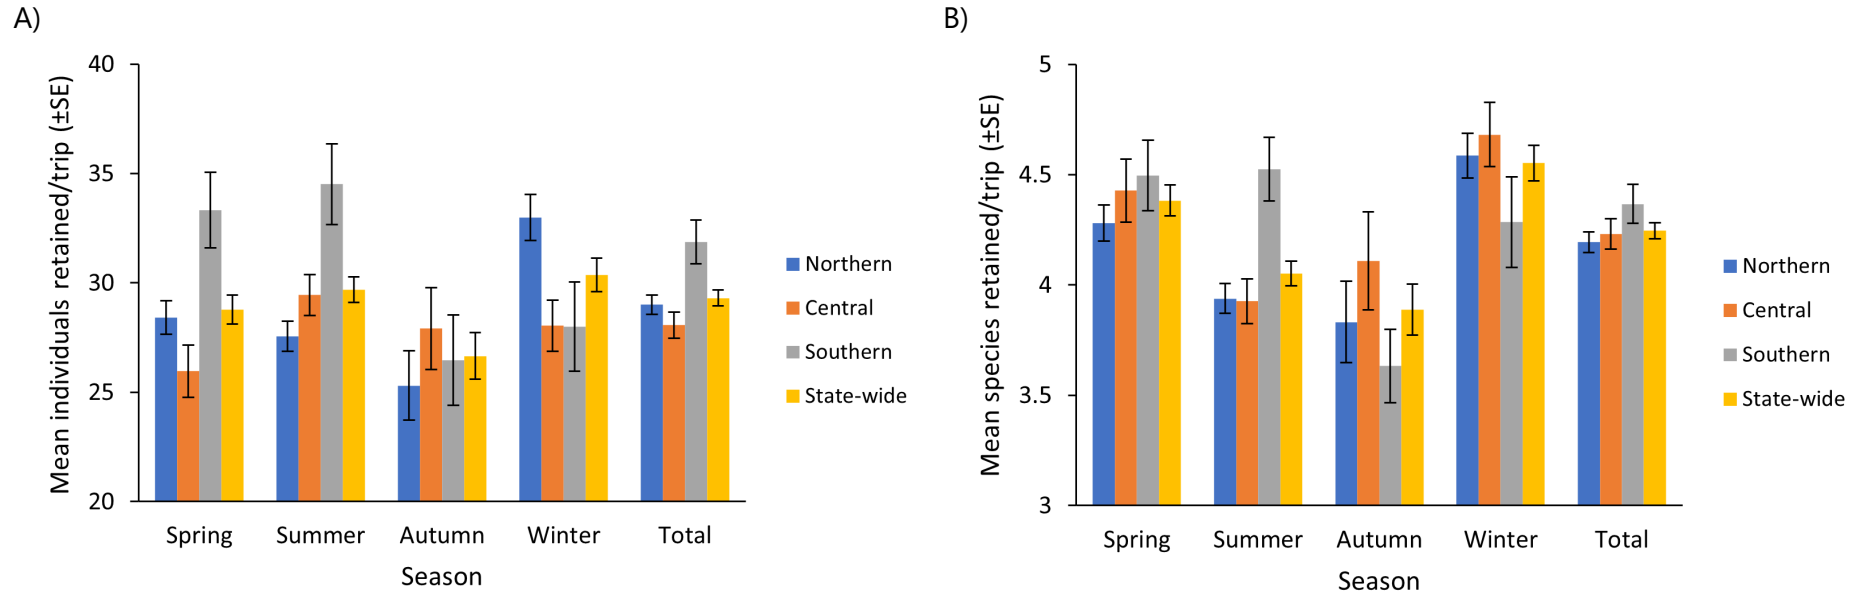 A)
Mean individuals retained/trip (±SE)
40
35
30
25
20
Spring Summer Autumn Winter Total
Season
Northern
Central
Southern
State-wide
B)
Mean species retained/trip (±SE)
5
4.5
4
3.5
3
Spring Summer Autumn Winter Total
Season
Northern
Central
Southern
State-wide